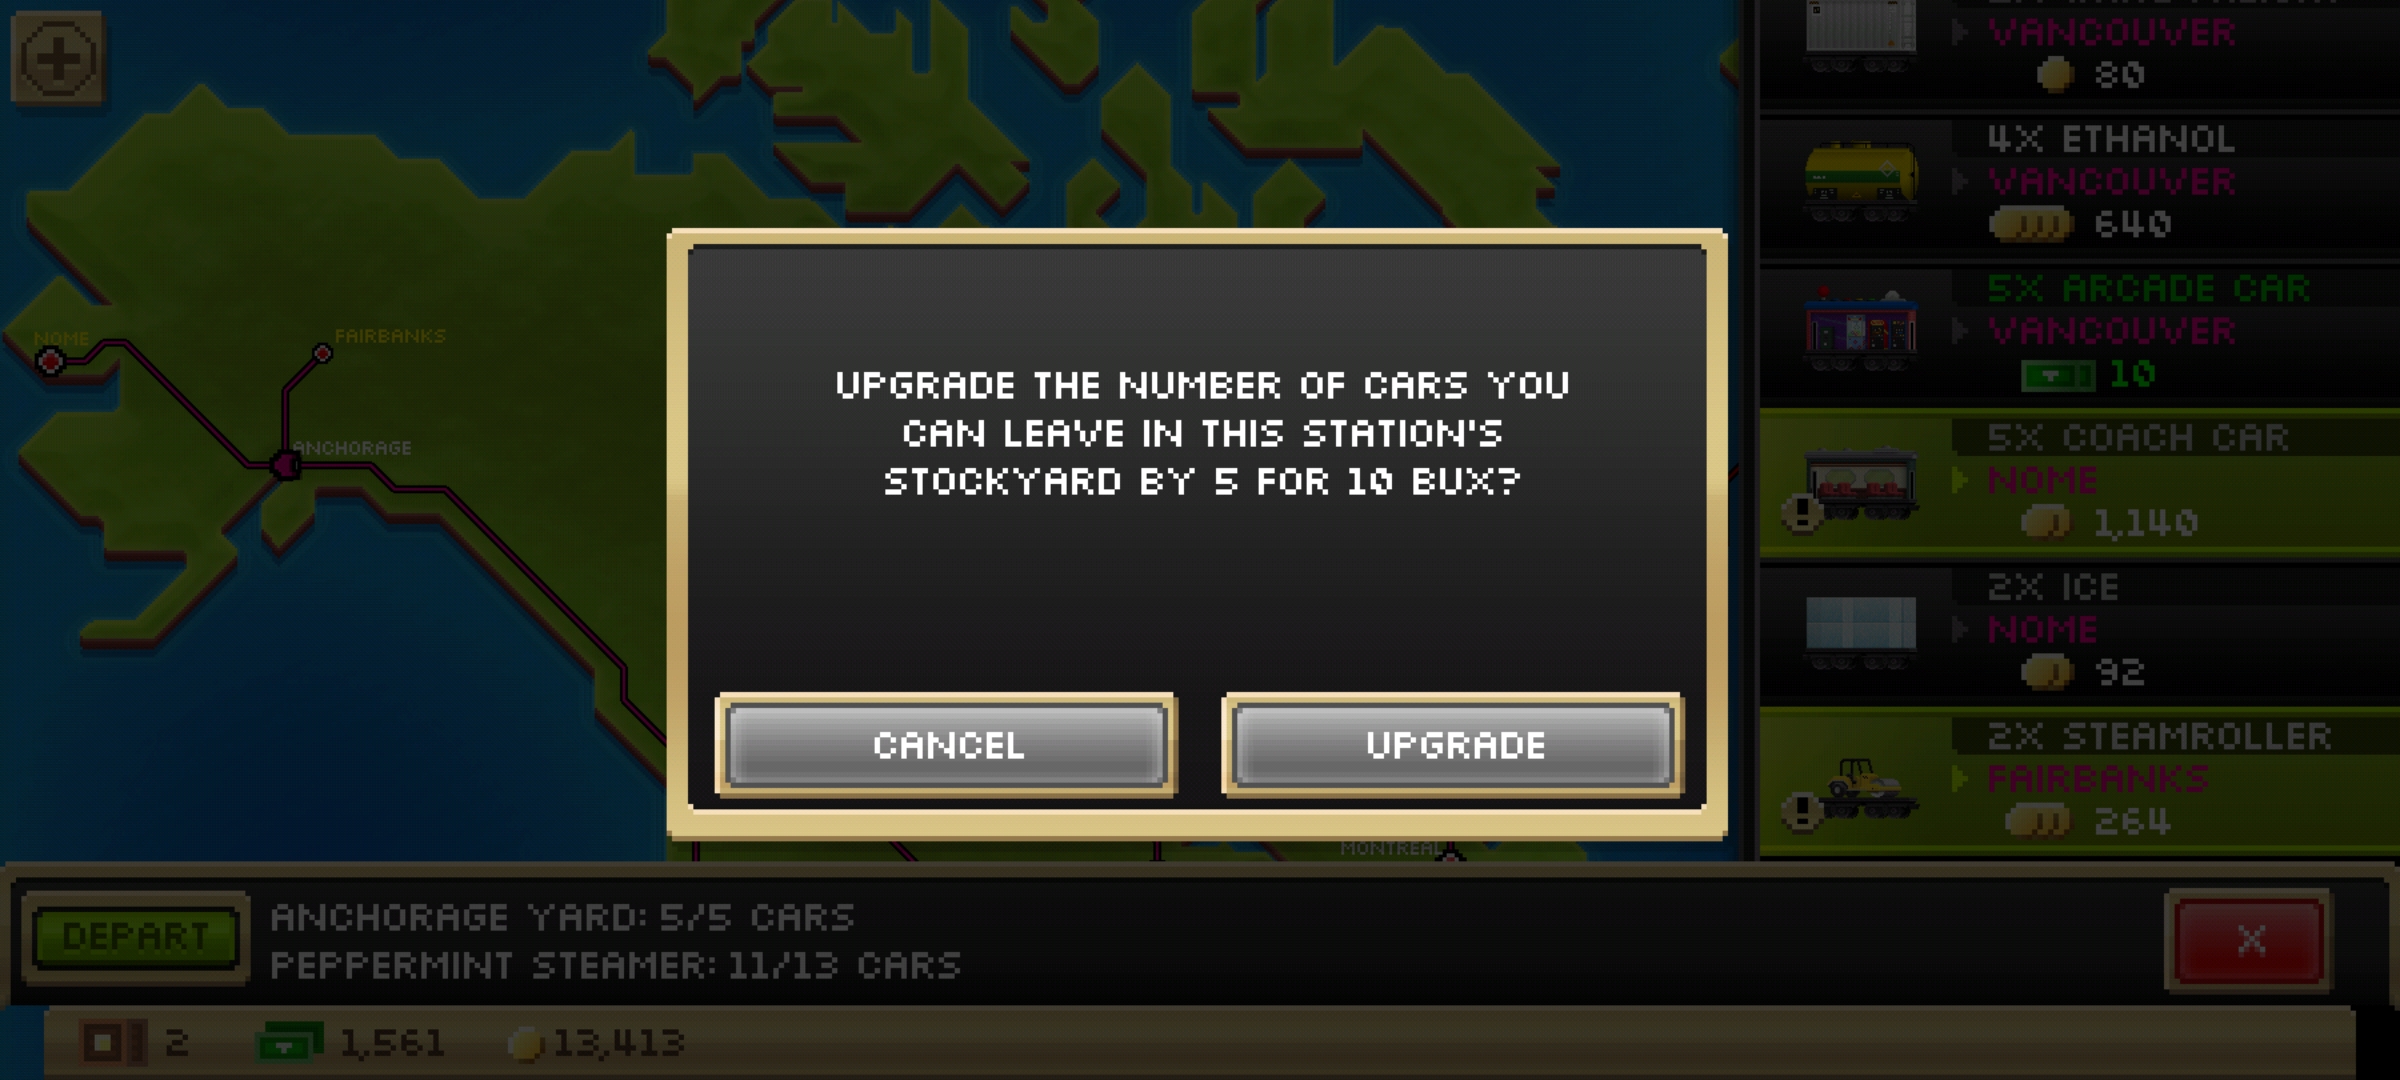 NOME
FAIRBANKS
ANCHORAGE
MONTREAL
UPGRADE THE NUMBER OF CARS YOU
CAN LEAVE IN THIS STATION'S
STOCKYARD BY 5 FOR 10 BUX?
CANCEL
UPGRADE
VANCOUVER
80
4X ETHANOL
VANCOUVER
640
5X ARCADE CAR
VANCOUVER
10
5X COACH CAR
NOME
1,140
2X ICE
NOME
92
2X STEAMROLLER
FAIRBANKS
264
DEPART
ANCHORAGE YARD: 5/5 CARS
PEPPERMINT STEAMER: 11/13 CARS
X
2
1,561
13,413